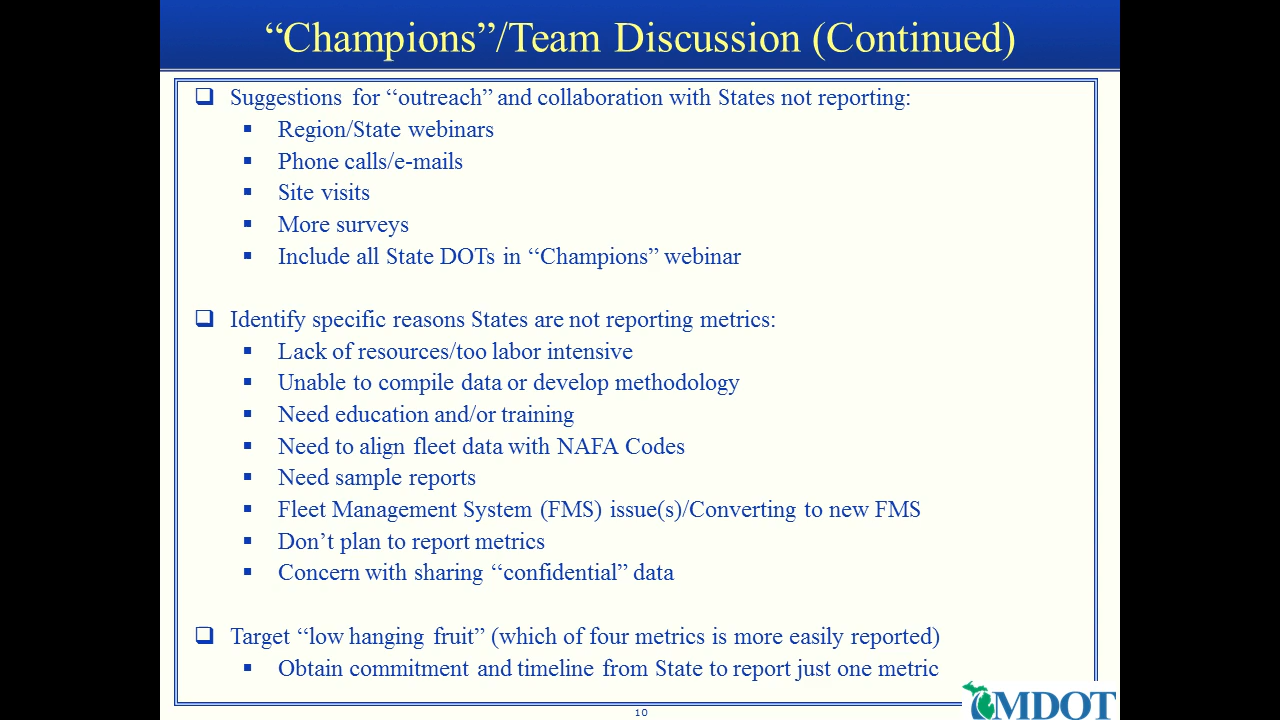 “Champions”/Team Discussion (Continued)
❑ Suggestions for “outreach” and collaboration with States not reporting:
▪ Region/State webinars
▪ Phone calls/e-mails
▪ Site visits
▪ More surveys
▪ Include all State DOTs in “Champions” webinar
❑ Identify specific reasons States are not reporting metrics:
▪ Lack of resources/too labor intensive
▪ Unable to compile data or develop methodology
▪ Need education and/or training
▪ Need to align fleet data with NAFA Codes
▪ Need sample reports
▪ Fleet Management System (FMS) issue(s)/Converting to new FMS
▪ Don’t plan to report metrics
▪ Concern with sharing “confidential” data
❑ Target “low hanging fruit” (which of four metrics is more easily reported)
▪ Obtain commitment and timeline from State to report just one metric
10
MDOT